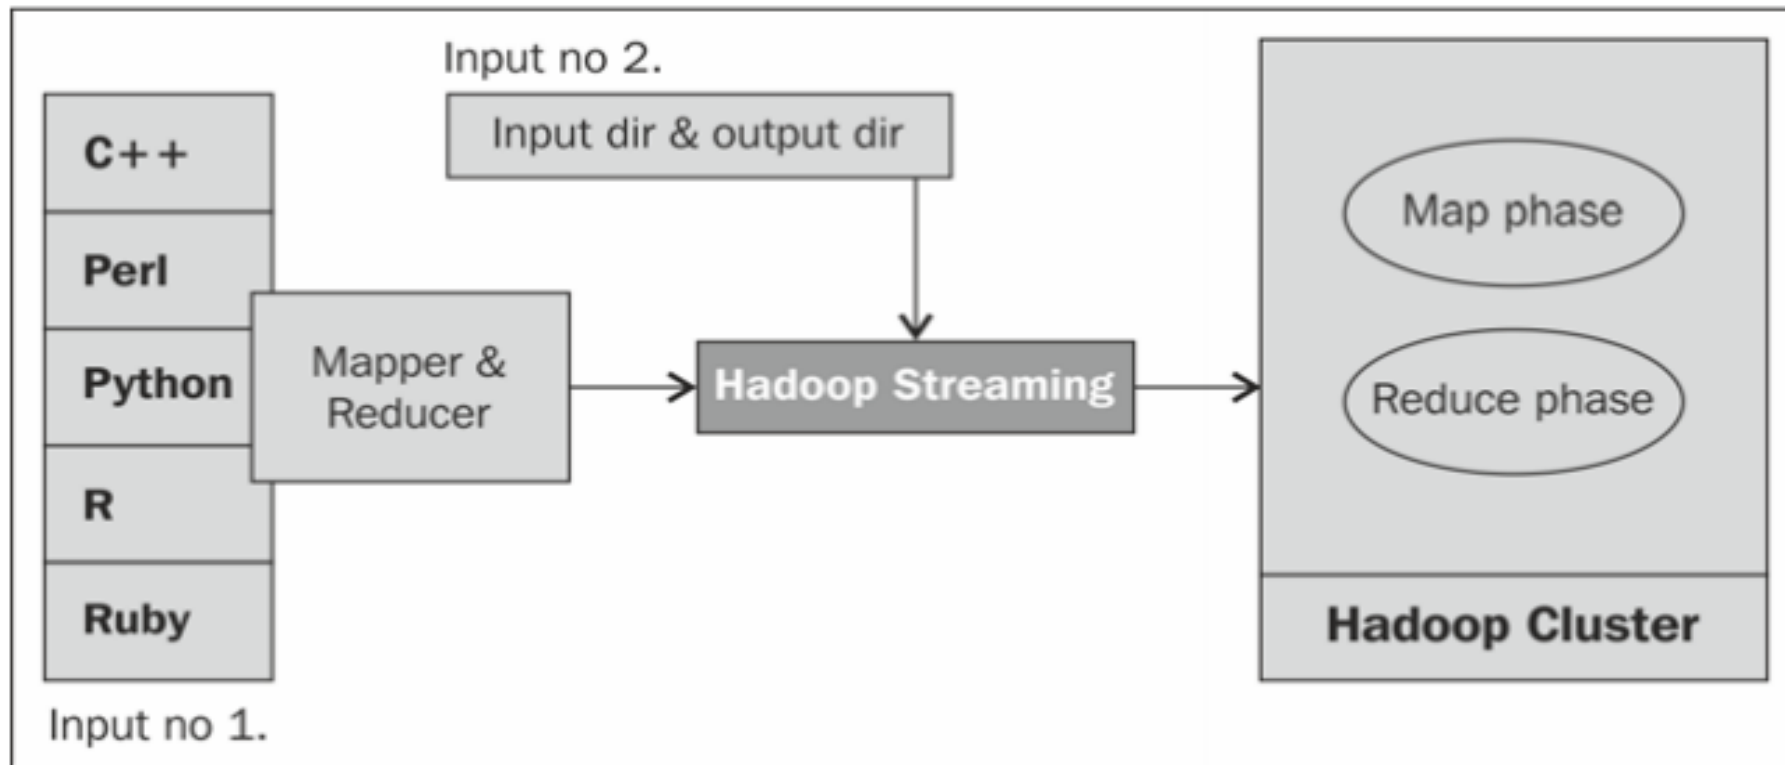 Input no 2.
Input dir & output dir
C++
Perl
Python
R
Ruby
Input no 1.
Mapper &
Reducer
Hadoop Streaming
Map phase
Reduce phase
Hadoop Cluster